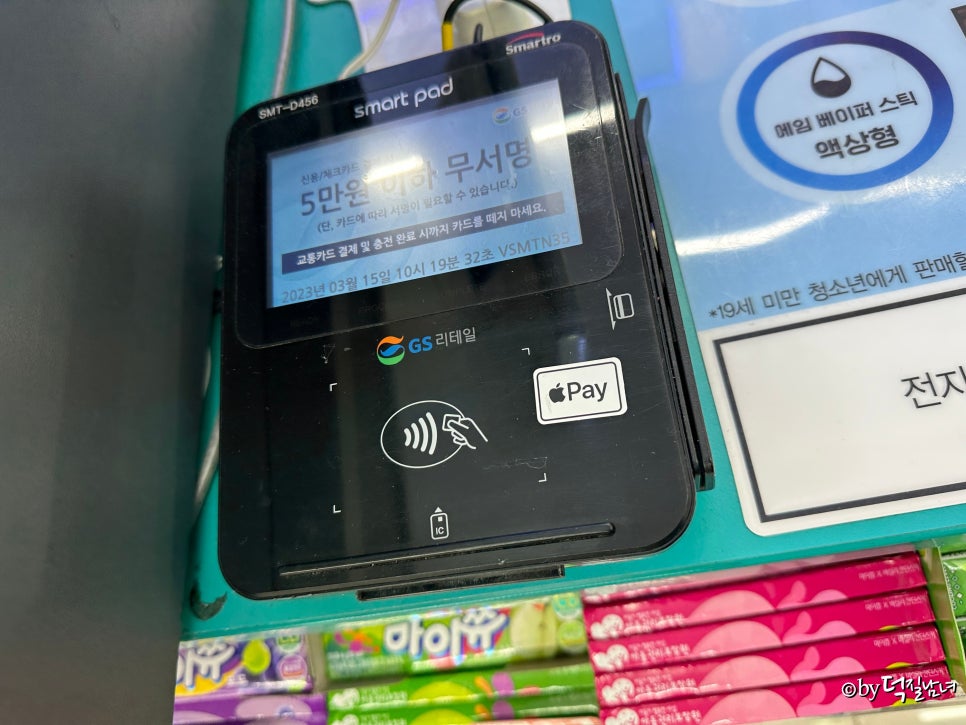 Smartro
SMT-D456
smart pad
GS
신용/체크카드
5만원 이하 무서명
(단, 카드에 따라 서명이 필요할 수 있습니다.)
교통카드 결제 및 충전 완료 시까지 카드를 떼지 마세요.
2023년 03월 15일 10시 19분 32초 VSMTN35
GS리테일
Pay
IC
에임 베이퍼 스틱
액상형
*19세 미만 청소년에게 판매할
전자
마이쮸
포도
마이쮸
©by 덕질남녀